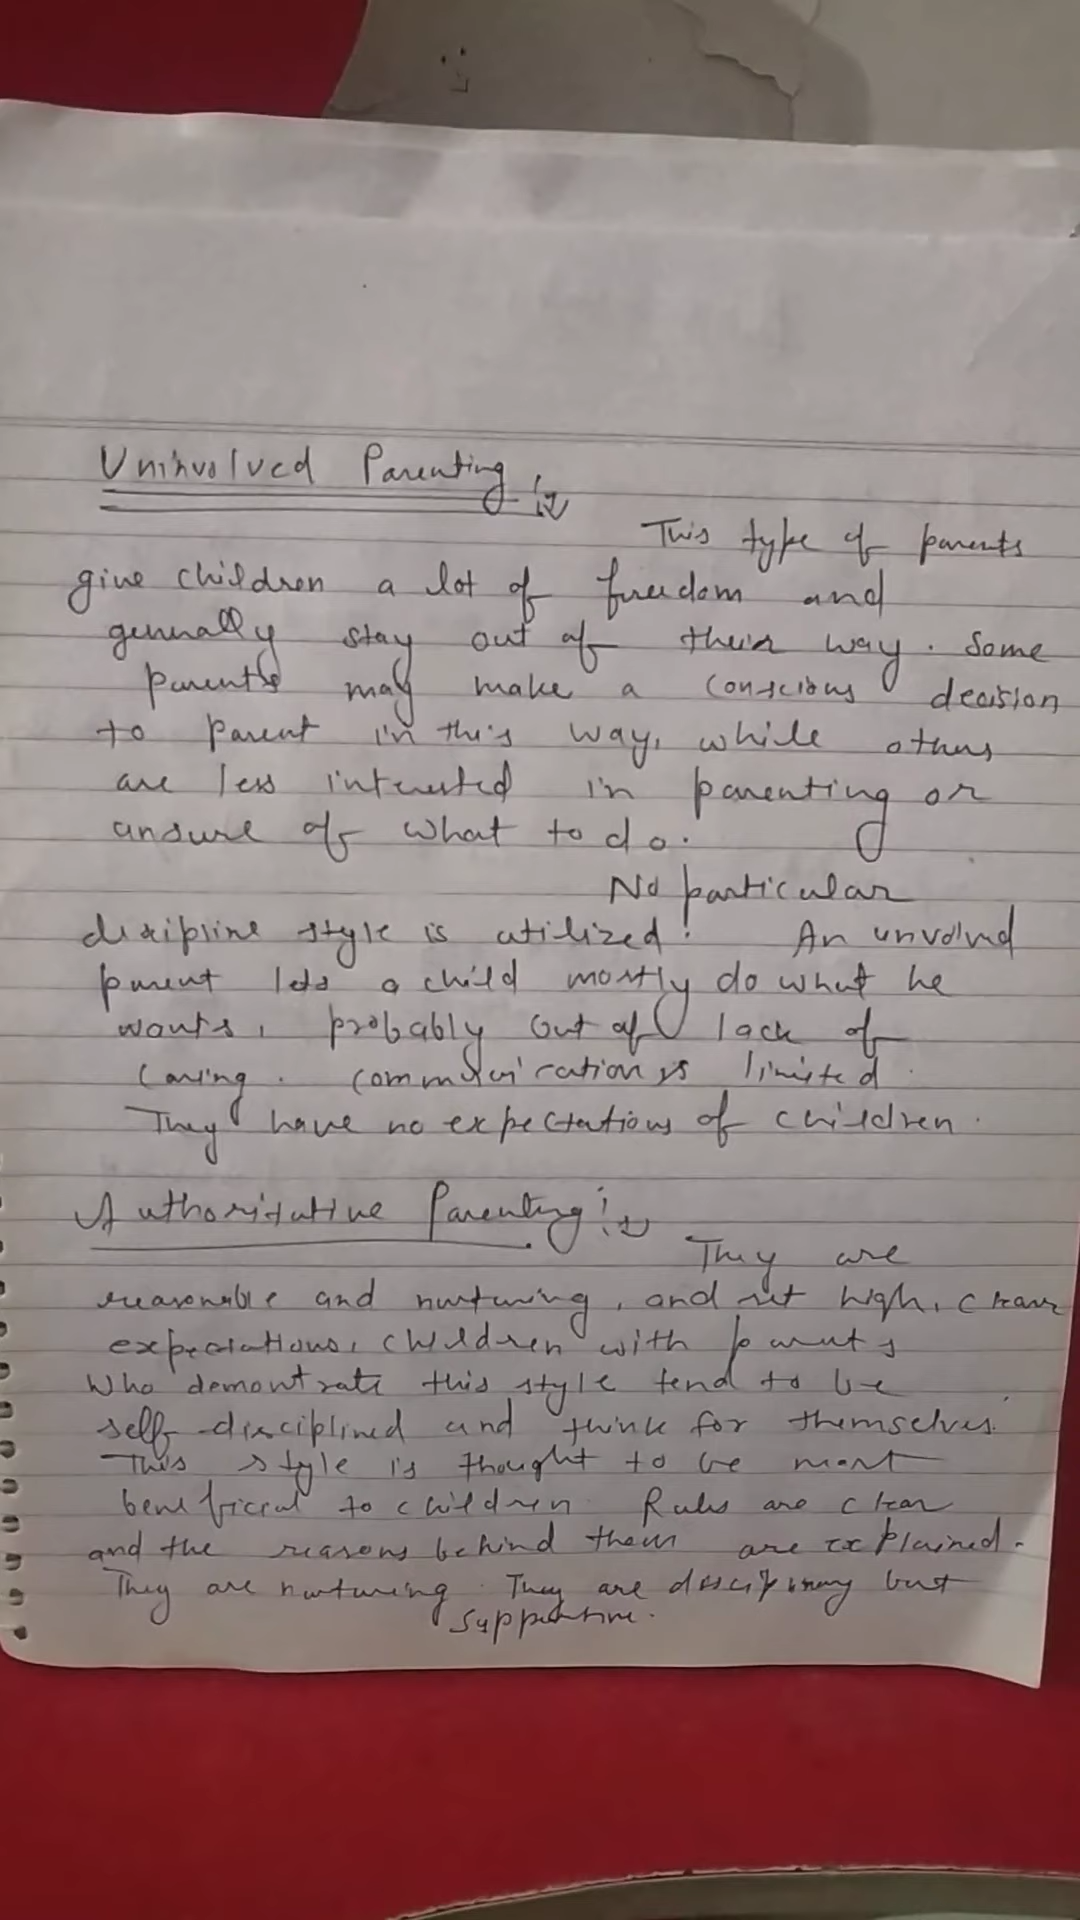 Uninvolved Parenting :-
This type of parents
give children a lot of freedom and
generally stay out of their way. Some
parents may make a conscious decision
to parent in this way, while others
are less interested in parenting or
unsure of what to do.
No particular
discipline style is utilized. An unvolved
parent lets a child mostly do what he
wants, probably out of lack of
caring. Communication is limited.
They have no expectations of children.
Authoritative Parenting :-
They are
reasonable and nurturing, and set high, clear
expectations, children with parents
who demontrate this style tend to be
self-disciplined and think for themselves.
This style is thought to be most
beneficial to children. Rules are clear
and the reasons behind them are explained.
They are nurturing. They are but
supportive.